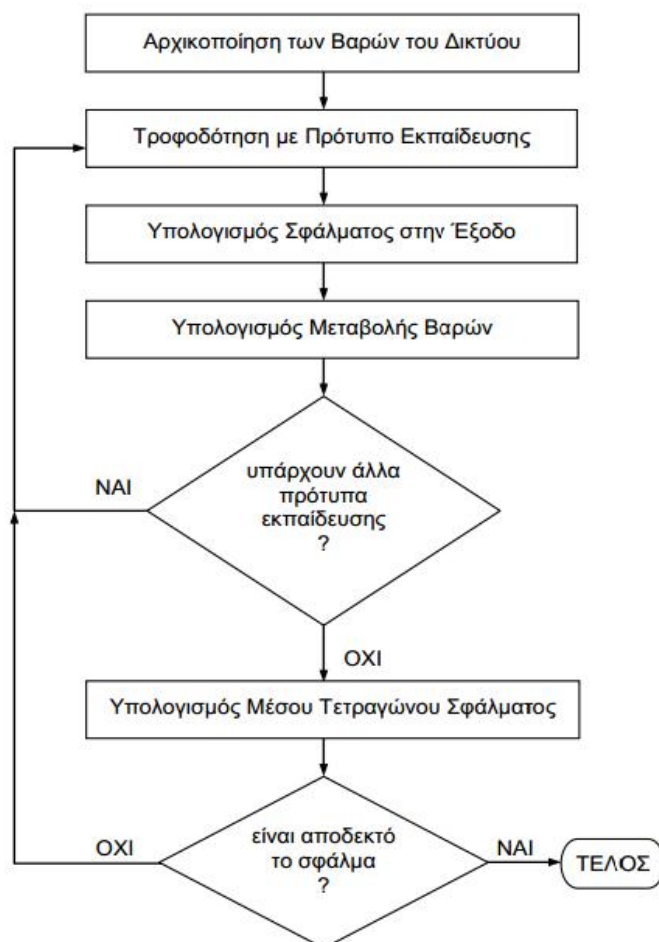 Αρχικοποίηση των Βαρών του Δικτύου
Τροφοδότηση με Πρότυπο Εκπαίδευσης
Υπολογισμός Σφάλματος στην Έξοδο
Υπολογισμός Μεταβολής Βαρών
υπάρχουν άλλα
πρότυπα
εκπαίδευσης
?
ΝΑΙ
ΟΧΙ
Υπολογισμός Μέσου Τετραγώνου Σφάλματος
είναι αποδεκτό
το σφάλμα
?
ΟΧΙ
ΝΑΙ
ΤΕΛΟΣ